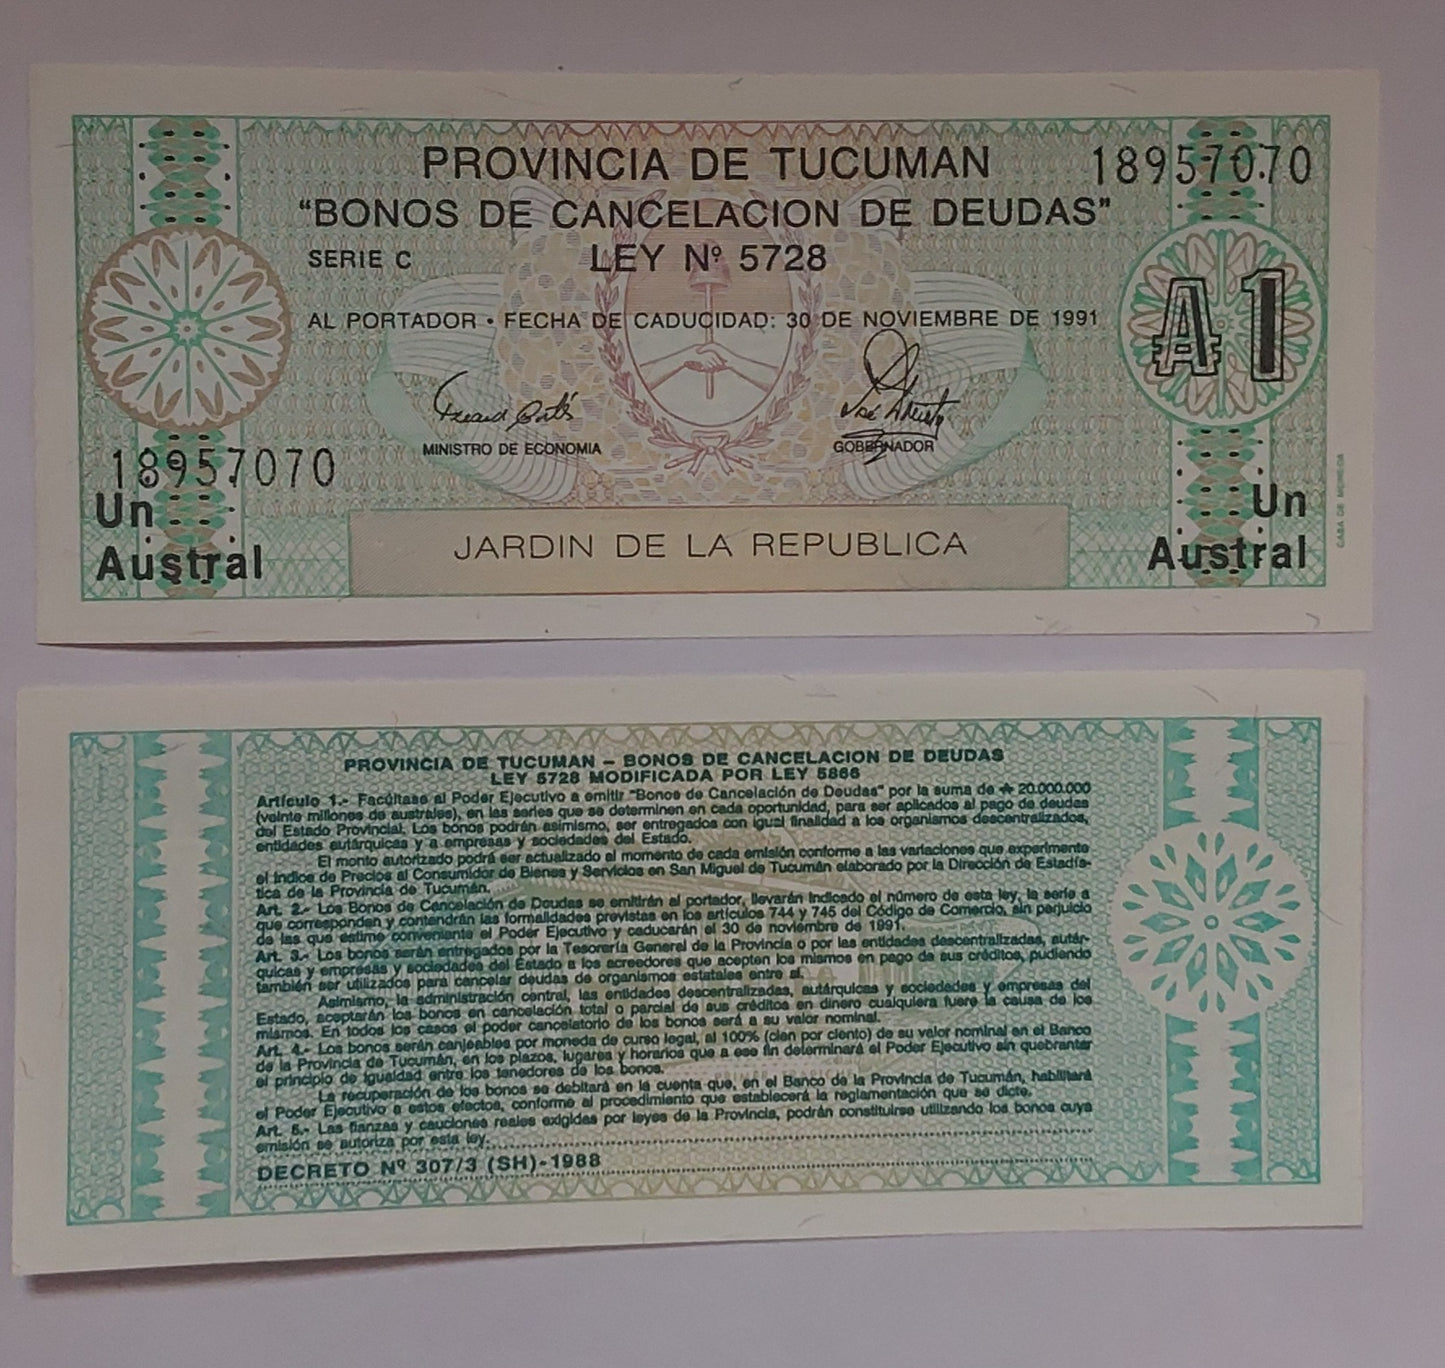 PROVINCIA DE TUCUMAN
18957070
"BONOS DE CANCELACION DE DEUDAS"
SERIE C
LEY Nº 5728
AL PORTADOR • FECHA DE CADUCIDAD: 30 DE NOVIEMBRE DE 1991
₳1
MINISTRO DE ECONOMIA
GOBERNADOR
18957070
Un
Austral
Un
Austral
JARDIN DE LA REPUBLICA
CASA DE MONEDA
PROVINCIA DE TUCUMAN – BONOS DE CANCELACION DE DEUDAS
LEY 5728 MODIFICADA POR LEY 5866
Artículo 1.- Facúltase al Poder Ejecutivo a emitir "Bonos de Cancelación de Deudas" por la suma de ₳ 20.000.000
(veinte millones de australes), en las series que se determinen en cada oportunidad, para ser aplicados al pago de deudas
del Estado Provincial. Los bonos podrán asimismo, ser entregados con igual finalidad a los organismos descentralizados,
entidades autárquicas y a empresas y sociedades del Estado.
El monto autorizado podrá ser actualizado al momento de cada emisión conforme a las variaciones que experimente
el Indice de Precios al Consumidor de Bienes y Servicios en San Miguel de Tucumán elaborado por la Dirección de Estadís-
tica de la Provincia de Tucumán.
Art. 2.- Los Bonos de Cancelación de Deudas se emitirán al portador, llevarán indicado el número de esta ley, la serie a
que corresponden y contendrán las formalidades previstas en los artículos 744 y 745 del Código de Comercio, sin perjuicio
de las que estime conveniente el Poder Ejecutivo y caducarán el 30 de noviembre de 1991.
Art. 3.- Los bonos serán entregados por la Tesorería General de la Provincia o por las entidades descentralizadas, autár-
quicas y empresas y sociedades del Estado a los acreedores que acepten los mismos en pago de sus créditos, pudiendo
también ser utilizados para cancelar deudas de organismos estatales entre sí.
Asimismo, la administración central, las entidades descentralizadas, autárquicas y sociedades y empresas del
Estado, aceptarán los bonos en cancelación total o parcial de sus créditos en dinero cualquiera fuere la causa de los
mismos. En todos los casos el poder cancelatorio de los bonos será a su valor nominal.
Art. 4.- Los bonos serán canjeables por moneda de curso legal, al 100% (cien por ciento) de su valor nominal en el Banco
de la Provincia de Tucumán, en los plazos, lugares y horarios que a ese fin determinará el Poder Ejecutivo sin quebrantar
el principio de igualdad entre los tenedores de los bonos.
La recuperación de los bonos se debitará en la cuenta que, en el Banco de la Provincia de Tucumán, habilitará
el Poder Ejecutivo a estos efectos, conforme al procedimiento que establecerá la reglamentación que se dicte.
Art. 5.- Las fianzas y cauciones reales exigidas por leyes de la Provincia, podrán constituirse utilizando los bonos cuya
emisión se autoriza por esta ley.
DECRETO Nº 307/3 (SH)-1988